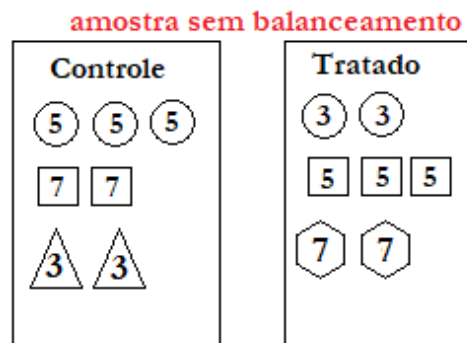 amostra sem balanceamento
Controle
5 5 5
7 7
3 3
Tratado
3 3
5 5 5
7 7